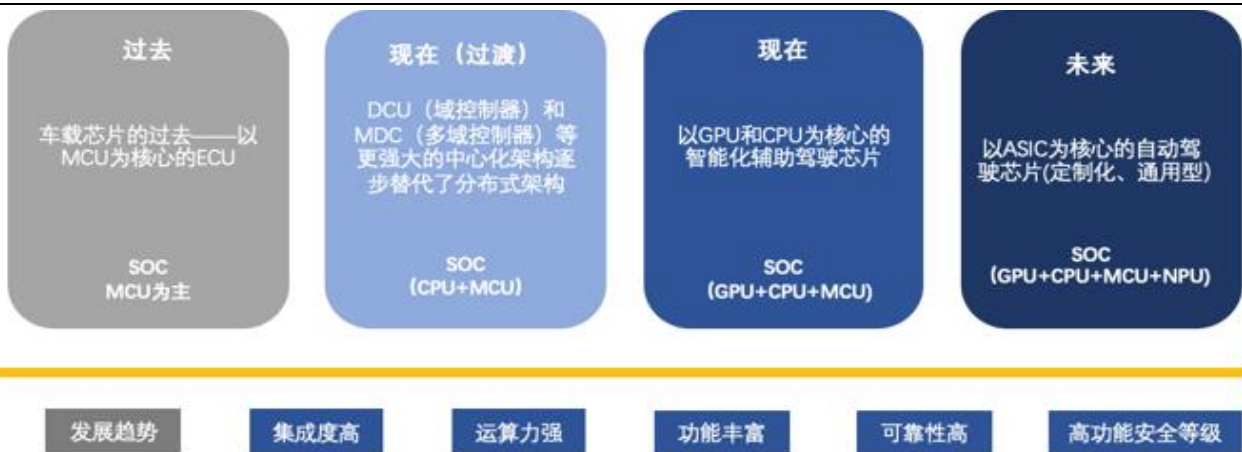 过去
车载芯片的过去——以
MCU为核心的ECU
SOC
MCU为主
现在（过渡）
DCU（域控制器）和
MDC（多域控制器）等
更强大的中心化架构逐
步替代了分布式架构
SOC
（CPU+MCU）
现在
以GPU和CPU为核心的
智能化辅助驾驶芯片
SOC
（GPU+CPU+MCU)
未来
以ASIC为核心的自动驾
驶芯片(定制化、通用型)
SOC
（GPU+CPU+MCU+NPU)
发展趋势
集成度高
运算力强
功能丰富
可靠性高
高功能安全等级